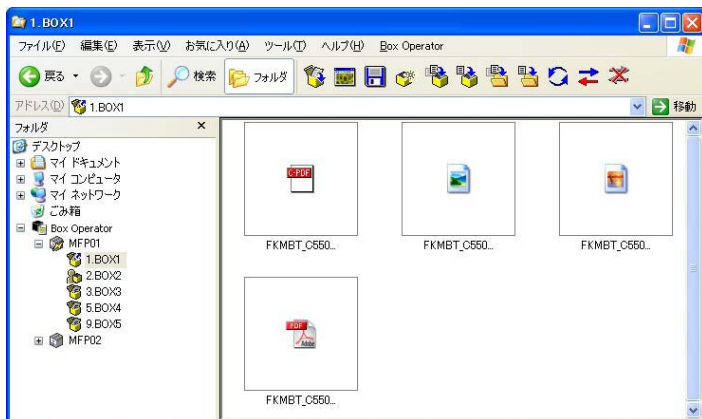 1.BOX1
ファイル(F) 編集(E) 表示(V) お気に入り(A) ツール(T) ヘルプ(H) Box Operator
戻る 検索 フォルダ
アドレス(D) 1.BOX1 移動
フォルダ
デスクトップ
マイ ドキュメント
マイ コンピュータ
マイ ネットワーク
ごみ箱
Box Operator
MFP01
1.BOX1
2.BOX2
3.BOX3
5.BOX4
9.BOX5
MFP02
C-PDF
FKMBT_C550...
FKMBT_C550...
FKMBT_C550...
PDF
Adobe
FKMBT_C550...